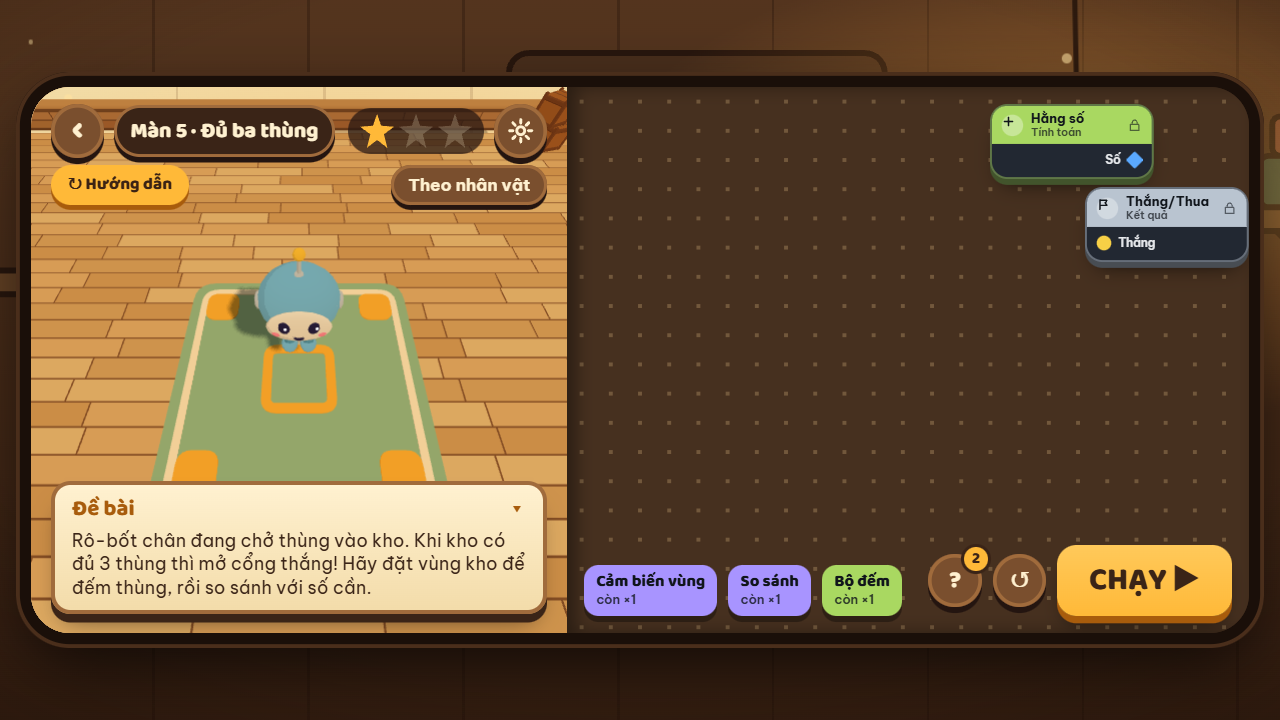 Màn 5 • Đủ ba thùng
↻ Hướng dẫn
Theo nhân vật
Đề bài
Rô-bốt chân đang chở thùng vào kho. Khi kho có
đủ 3 thùng thì mở cổng thắng! Hãy đặt vùng kho để
đếm thùng, rồi so sánh với số cần.
Hằng số
Tính toán
Số
Thắng/Thua
Kết quả
Thắng
Cảm biến vùng
còn ×1
So sánh
còn ×1
Bộ đếm
còn ×1
?
2
↺
CHẠY ▶